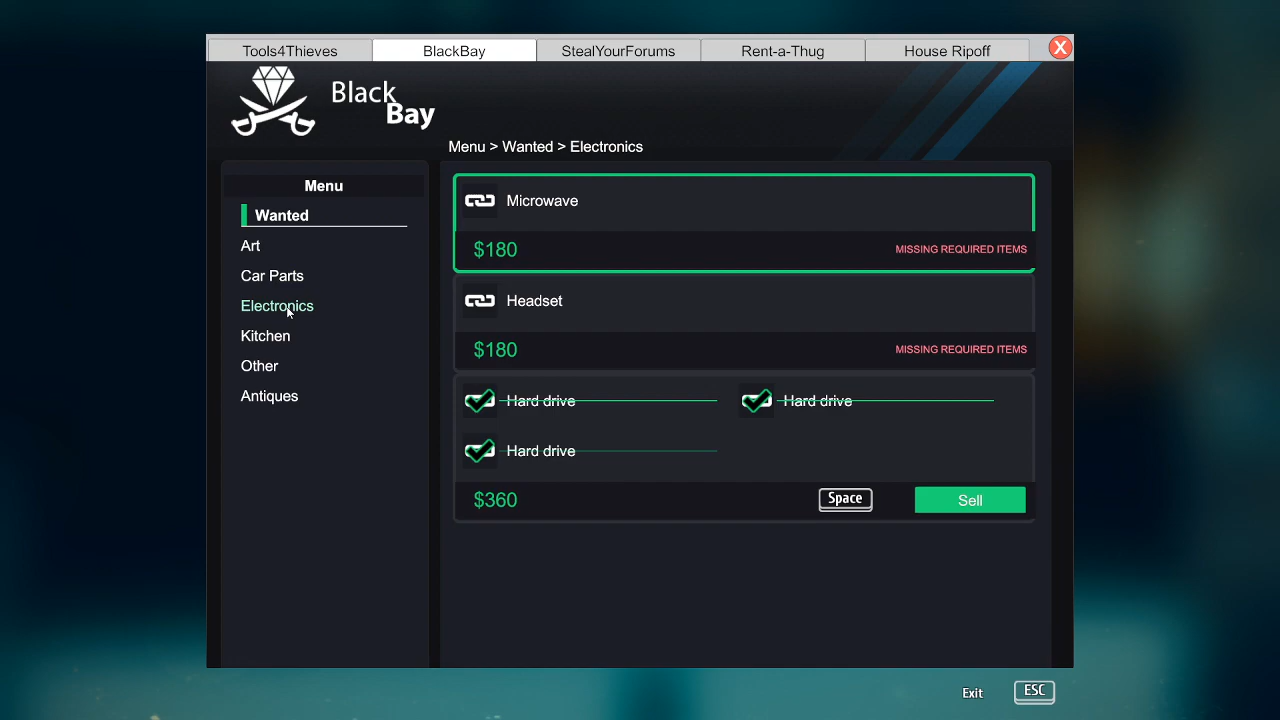 Tools4Thieves BlackBay StealYourForums Rent-a-Thug House Ripoff X
Black
Bay
Menu > Wanted > Electronics
Menu
Wanted
Art
Car Parts
Electronics
Kitchen
Other
Antiques
Microwave
$180 MISSING REQUIRED ITEMS
Headset
$180 MISSING REQUIRED ITEMS
Hard drive Hard drive
Hard drive
$360 Space Sell
Exit ESC